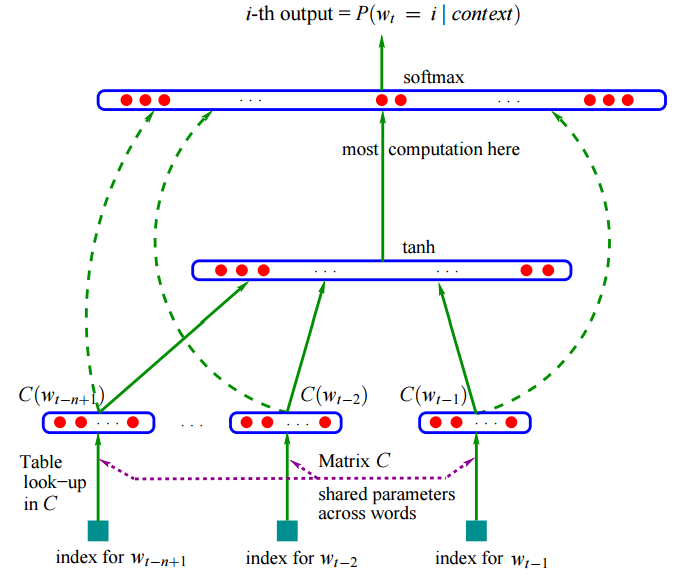 i-th output = P(w_t = i | context)
softmax
. . .
. . .
most computation here
tanh
. . .
. . .
C(w_{t−n+1})
C(w_{t−2})
C(w_{t−1})
. . .
. . .
. . .
. . .
Table
look−up
in C
Matrix C
shared parameters
across words
index for w_{t−n+1}
index for w_{t−2}
index for w_{t−1}